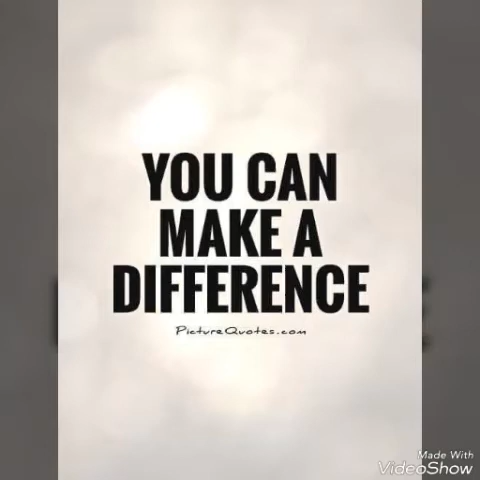 YOU CAN
MAKE A
DIFFERENCE
PictureQuotes.com
Made With
VideoShow